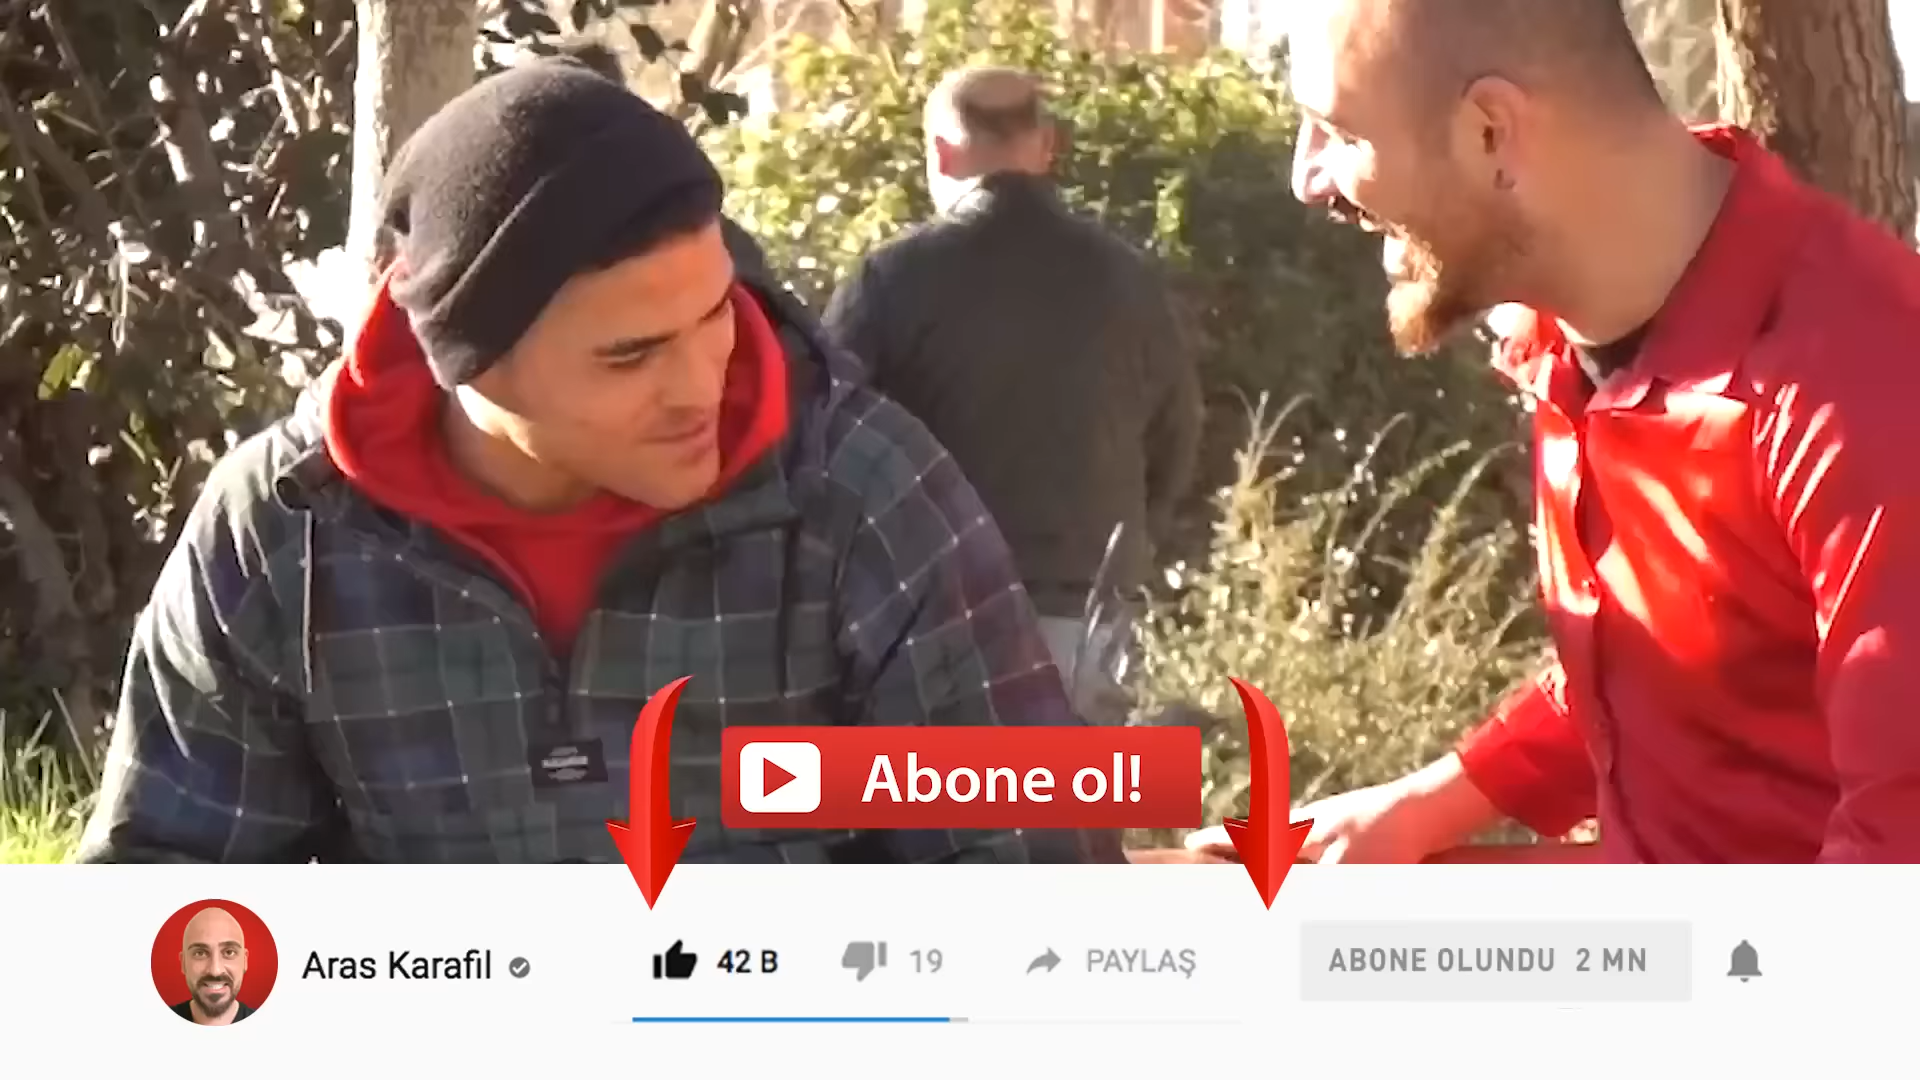 Abone ol!
Aras Karafil
42 B
19
PAYLAŞ
ABONE OLUNDU 2 MN